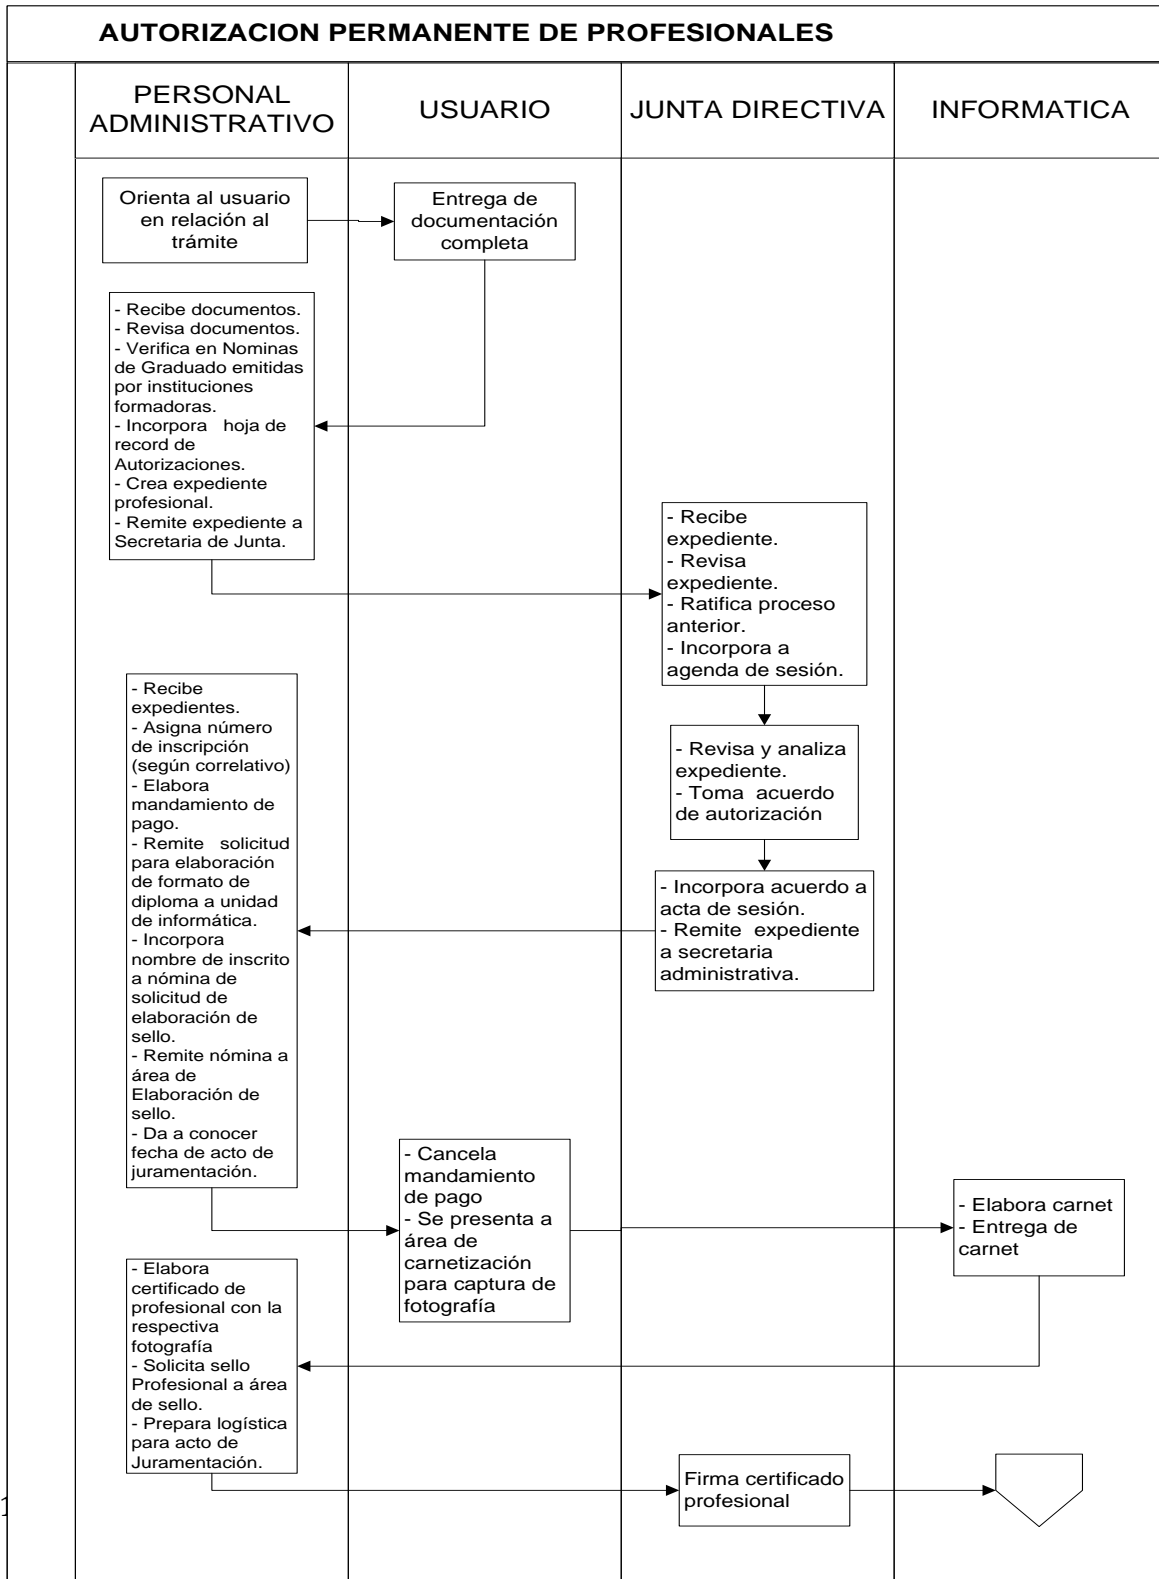 AUTORIZACION PERMANENTE DE PROFESIONALES
PERSONAL
ADMINISTRATIVO
USUARIO
JUNTA DIRECTIVA
INFORMATICA
Orienta al usuario
en relación al
trámite
Entrega de
documentación
completa
- Recibe documentos.
- Revisa documentos.
- Verifica en Nominas
de Graduado emitidas
por instituciones
formadoras.
- Incorpora hoja de
record de
Autorizaciones.
- Crea expediente
profesional.
- Remite expediente a
Secretaria de Junta.
- Recibe
expediente.
- Revisa
expediente.
- Ratifica proceso
anterior.
- Incorpora a
agenda de sesión.
- Revisa y analiza
expediente.
- Toma acuerdo
de autorización
- Incorpora acuerdo a
acta de sesión.
- Remite expediente
a secretaria
administrativa.
- Recibe
expedientes.
- Asigna número
de inscripción
(según correlativo)
- Elabora
mandamiento de
pago.
- Remite solicitud
para elaboración
de formato de
diploma a unidad
de informática.
- Incorpora
nombre de inscrito
a nómina de
solicitud de
elaboración de
sello.
- Remite nómina a
área de
Elaboración de
sello.
- Da a conocer
fecha de acto de
juramentación.
- Cancela
mandamiento
de pago
- Se presenta a
área de
carnetización
para captura de
fotografía
- Elabora carnet
- Entrega de
carnet
- Elabora
certificado de
profesional con la
respectiva
fotografía
- Solicita sello
Profesional a área
de sello.
- Prepara logística
para acto de
Juramentación.
Firma certificado
profesional
1